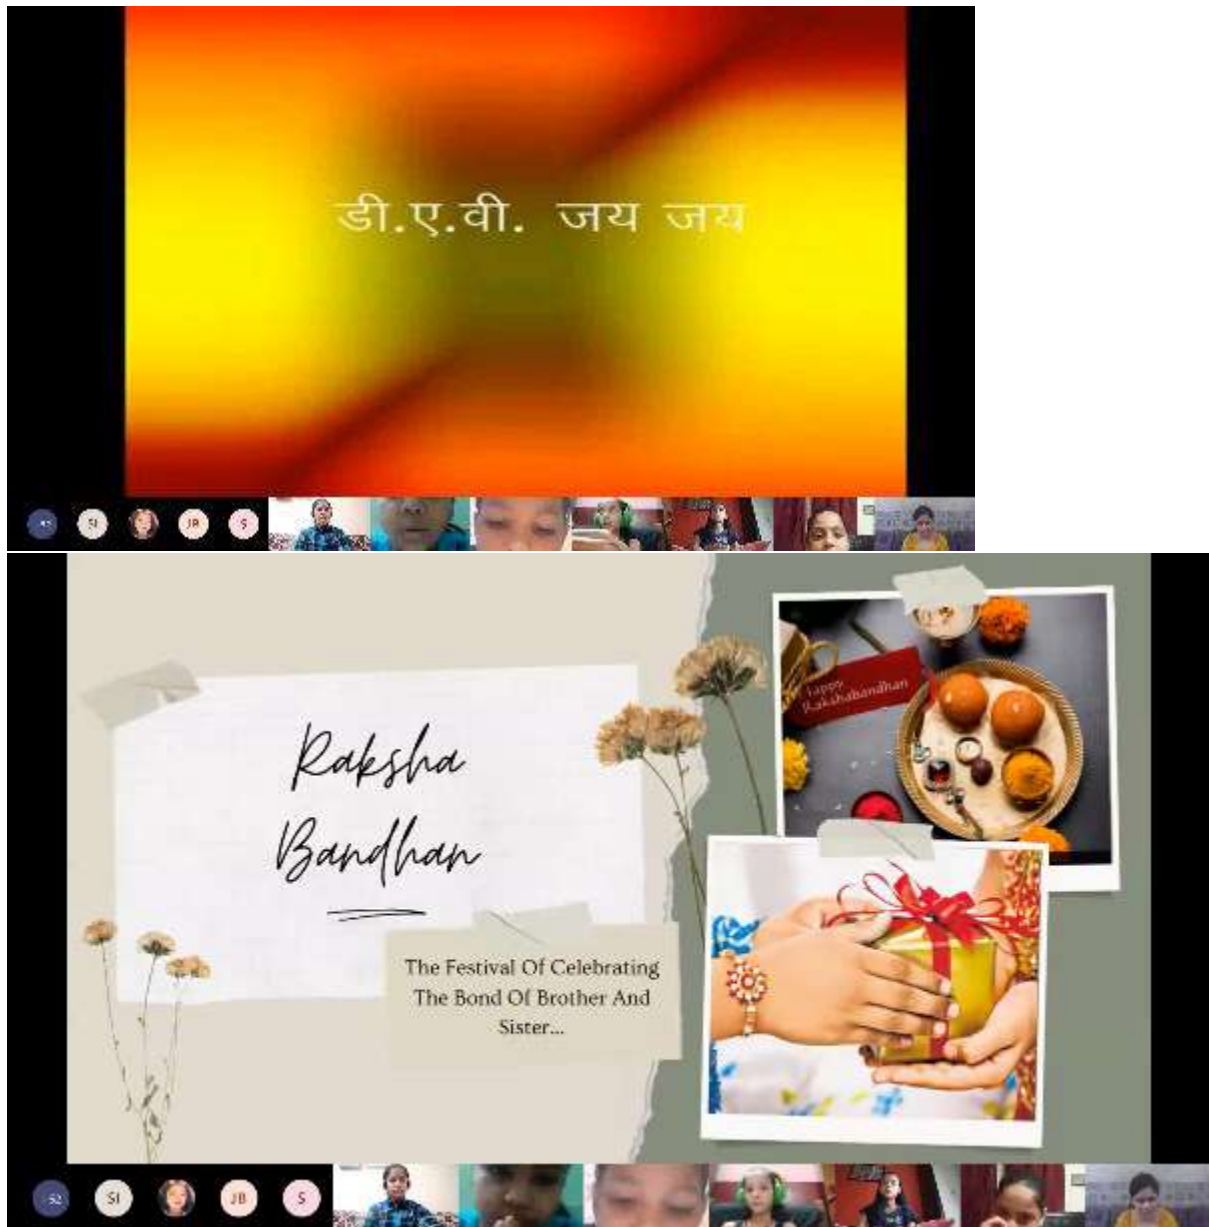 डी.ए.वी. जय जय
SI
JB
S
Raksha
Bandhan
Happy
Rakshabandhan
The Festival Of Celebrating
The Bond Of Brother And
Sister...
+52
SI
JB
S